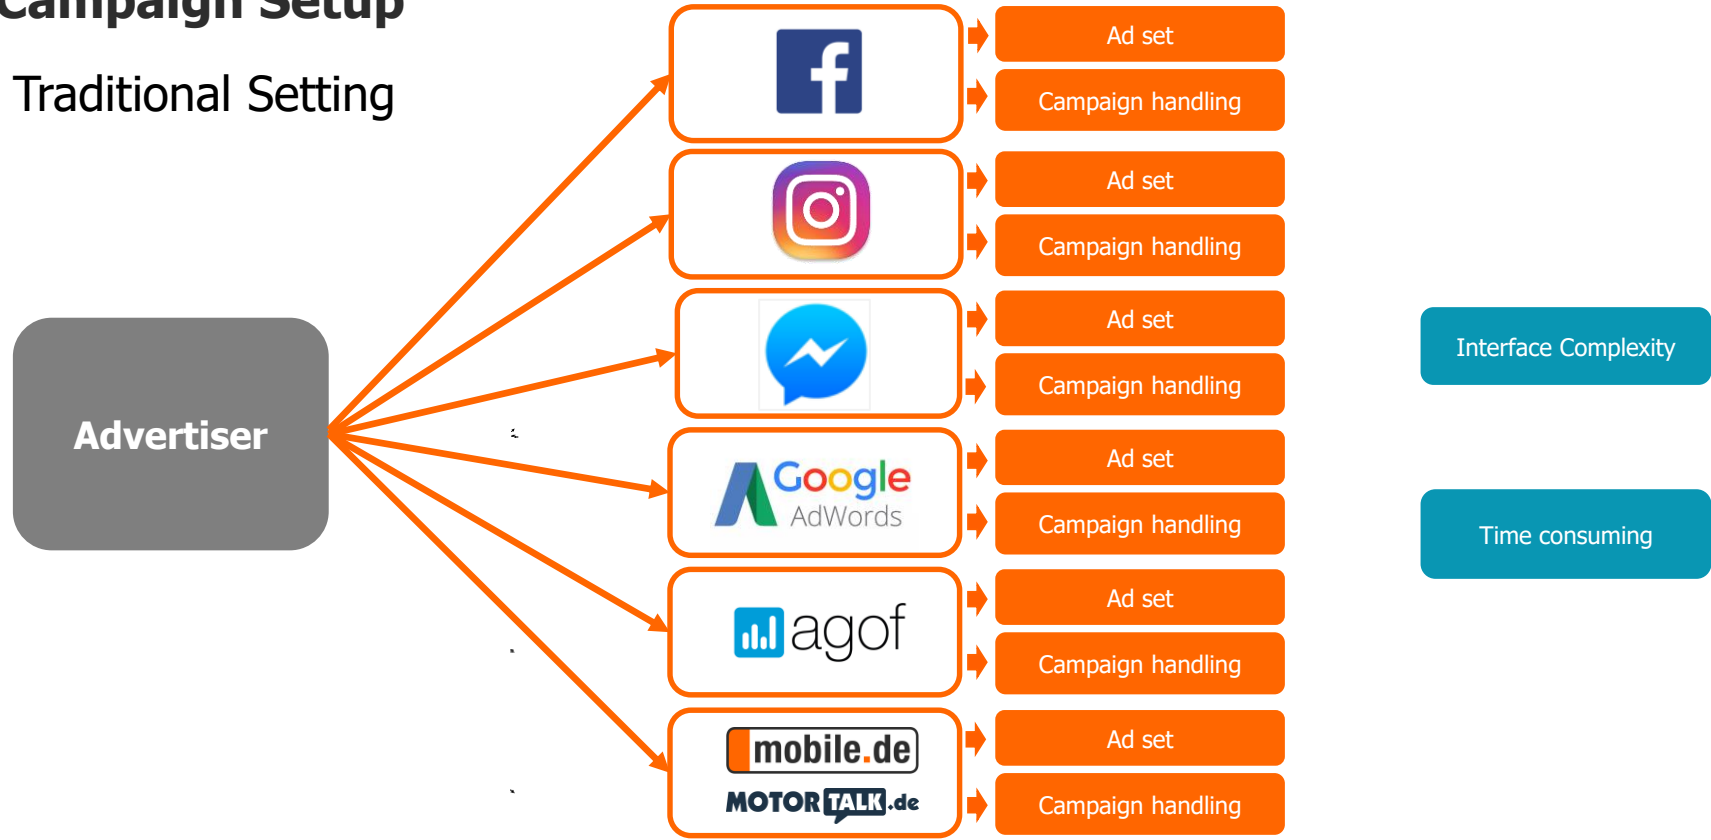 Campaign Setup
Traditional Setting
Advertiser
Ad set
Campaign handling
Ad set
Campaign handling
Ad set
Campaign handling
Google
AdWords
Ad set
Campaign handling
agof
Ad set
Campaign handling
mobile.de
MOTOR TALK.de
Ad set
Campaign handling
Interface Complexity
Time consuming